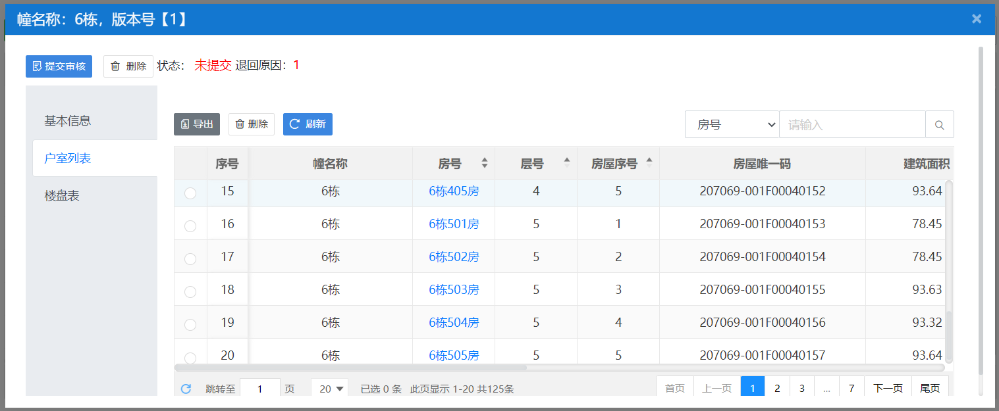 幢名称：6栋，版本号【1】
提交审核 删除 状态： 未提交 退回原因：1
基本信息
户室列表
楼盘表
导出 删除 刷新 房号 请输入
序号 幢名称 房号 层号 房屋序号 房屋唯一码 建筑面积
15 6栋 6栋405房 4 5 207069-001F00040152 93.64
16 6栋 6栋501房 5 1 207069-001F00040153 78.45
17 6栋 6栋502房 5 2 207069-001F00040154 78.45
18 6栋 6栋503房 5 3 207069-001F00040155 93.63
19 6栋 6栋504房 5 4 207069-001F00040156 93.32
20 6栋 6栋505房 5 5 207069-001F00040157 93.64
跳转至 1 页 20 已选 0 条 此页显示 1-20 共125条 首页 上一页 1 2 3 ... 7 下一页 尾页